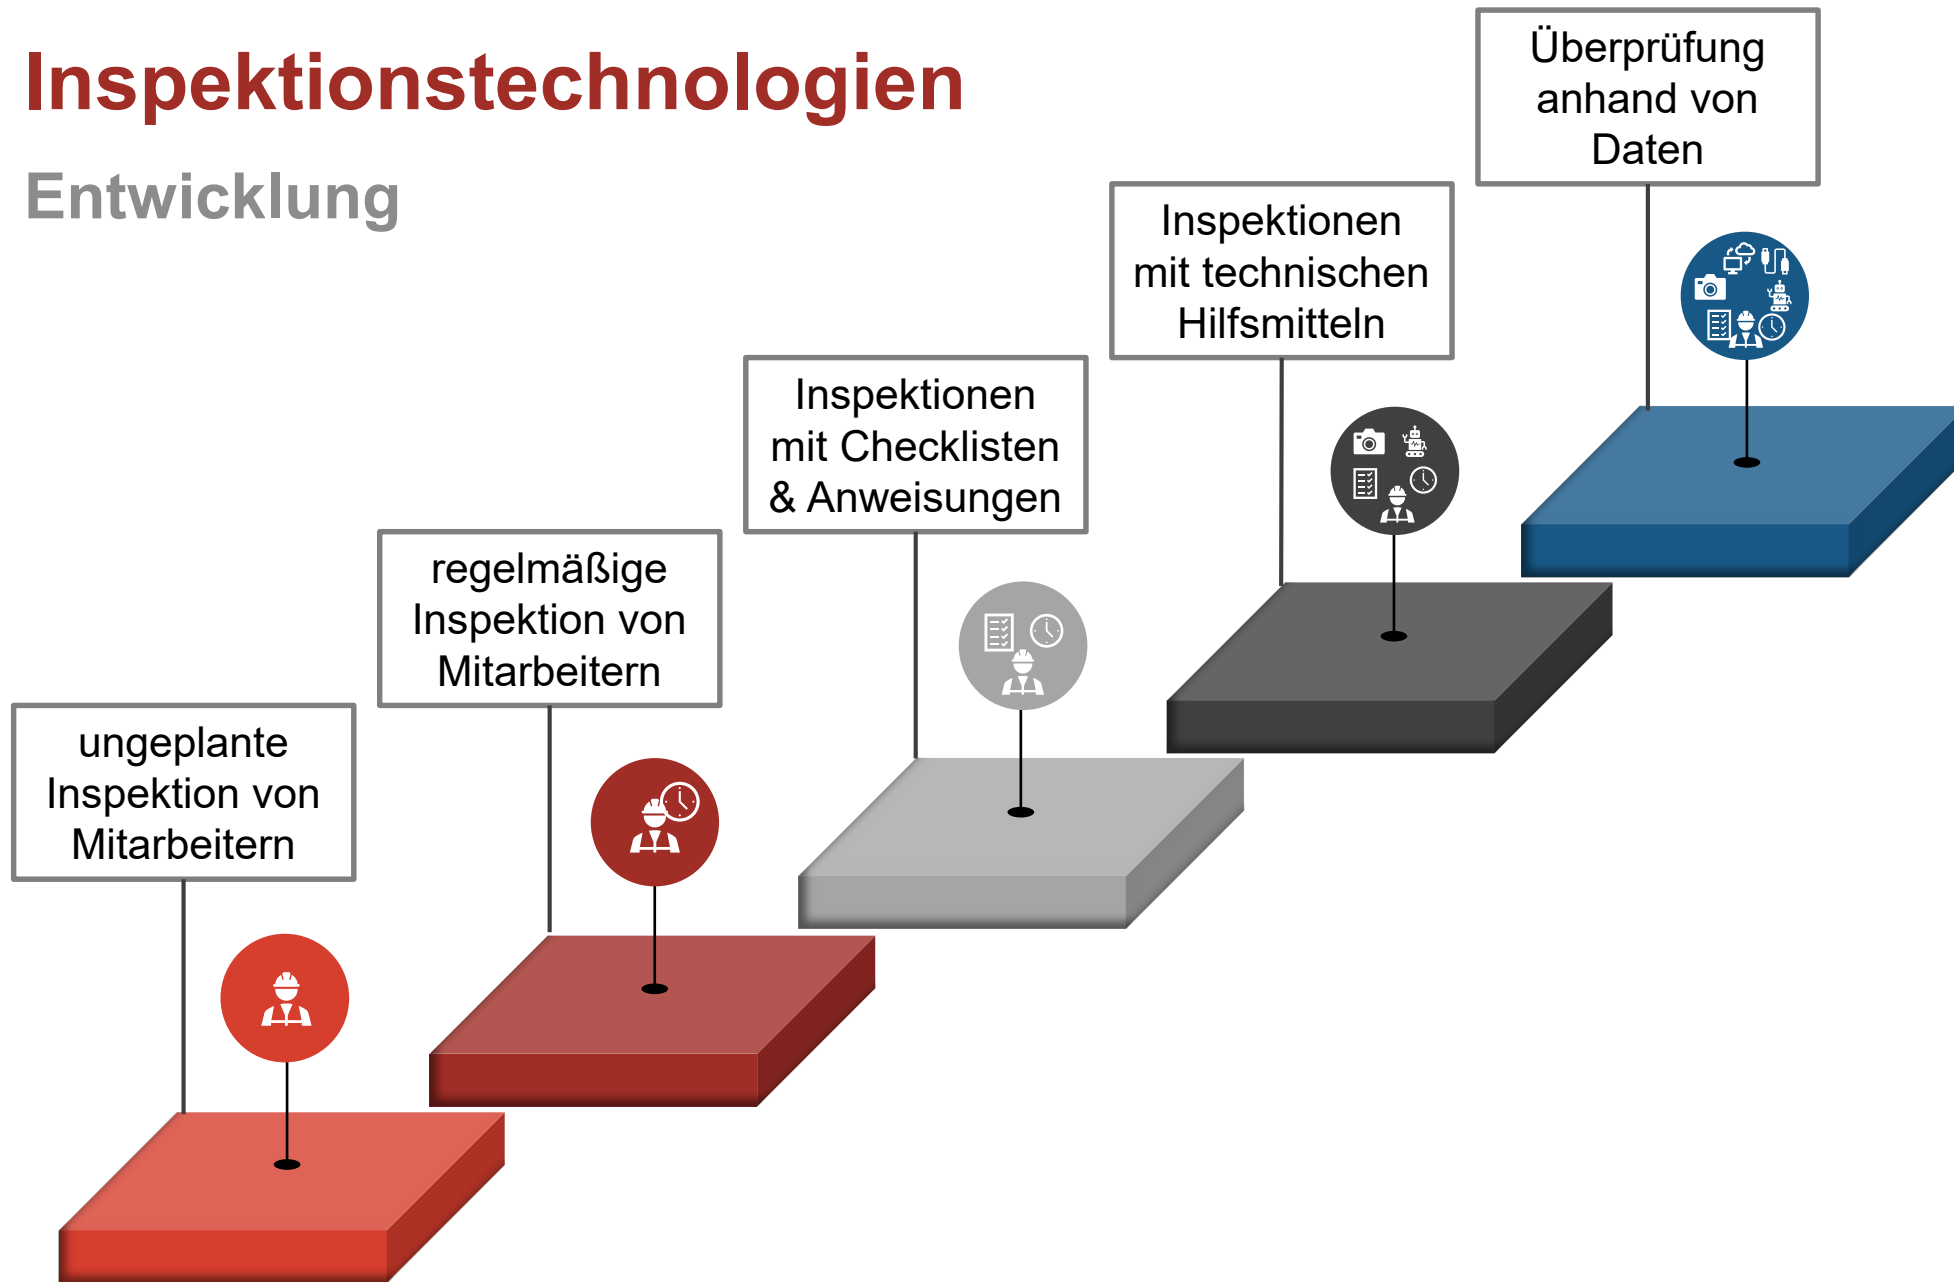 Inspektionstechnologien
Entwicklung
ungeplante
Inspektion von
Mitarbeitern
regelmäßige
Inspektion von
Mitarbeitern
Inspektionen
mit Checklisten
& Anweisungen
Inspektionen
mit technischen
Hilfsmitteln
Überprüfung
anhand von
Daten